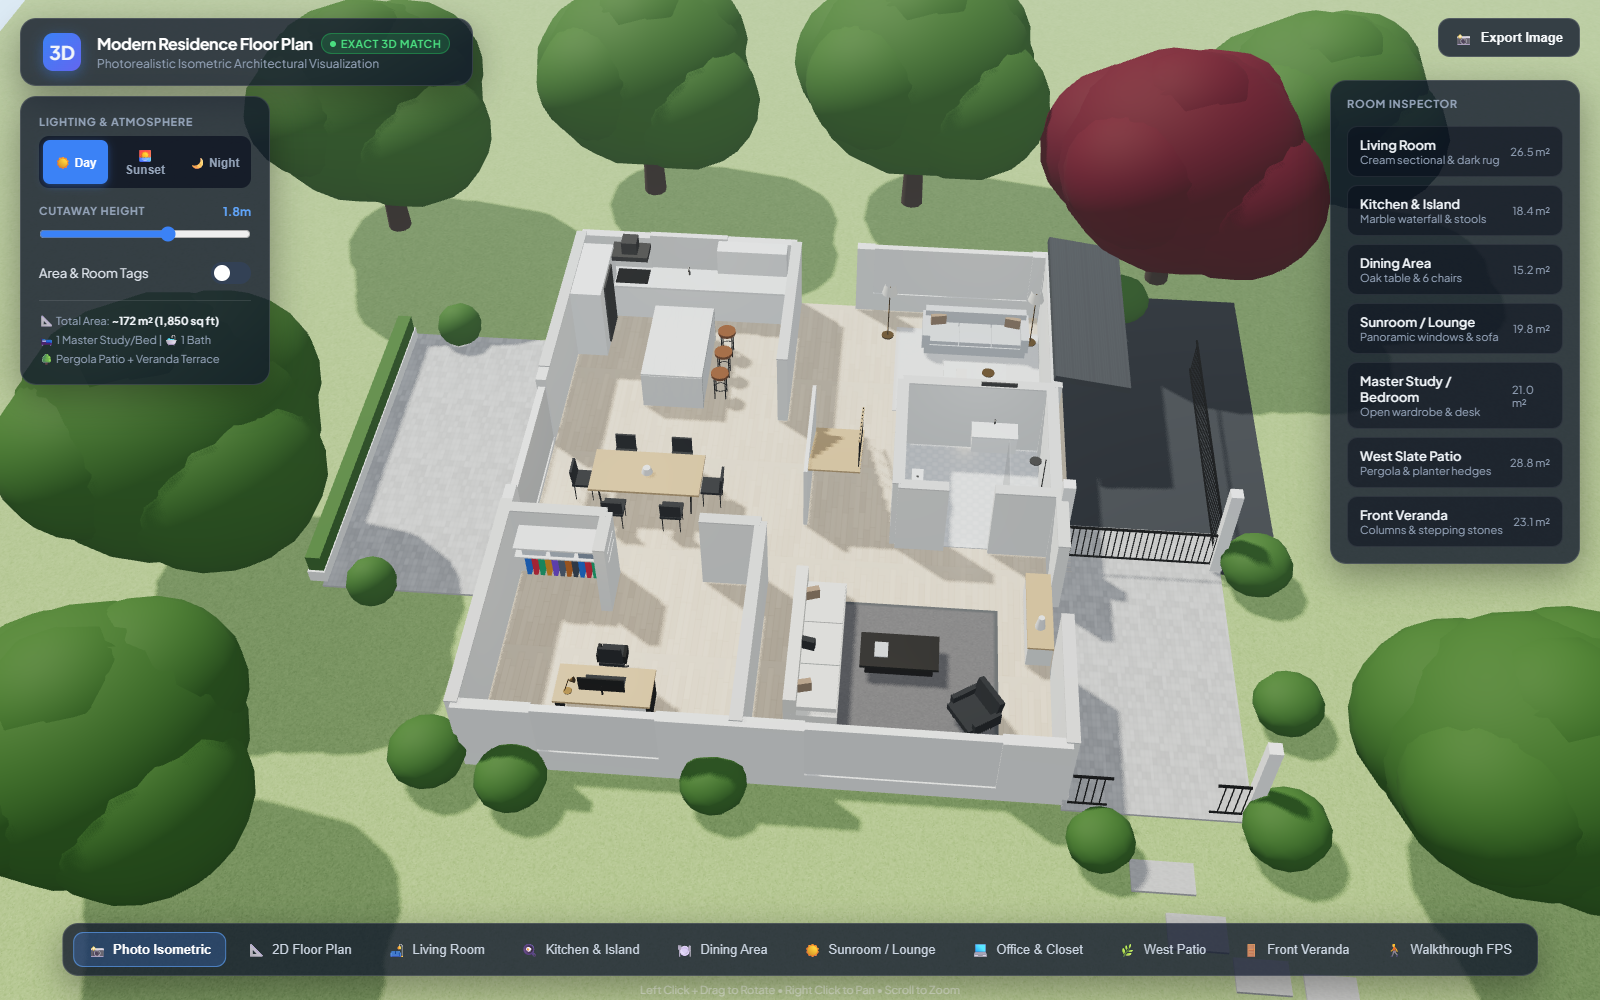 3D
Modern Residence Floor Plan
EXACT 3D MATCH
Photorealistic Isometric Architectural Visualization
Export Image
LIGHTING & ATMOSPHERE
Day
Sunset
Night
CUTAWAY HEIGHT
1.8m
Area & Room Tags
Total Area: ~172 m² (1,850 sq ft)
1 Master Study/Bed | 1 Bath
Pergola Patio + Veranda Terrace
ROOM INSPECTOR
Living Room
Cream sectional & dark rug
26.5 m²
Kitchen & Island
Marble waterfall & stools
18.4 m²
Dining Area
Oak table & 6 chairs
15.2 m²
Sunroom / Lounge
Panoramic windows & sofa
19.8 m²
Master Study /
Bedroom
Open wardrobe & desk
21.0
m²
West Slate Patio
Pergola & planter hedges
28.8 m²
Front Veranda
Columns & stepping stones
23.1 m²
Photo Isometric
2D Floor Plan
Living Room
Kitchen & Island
Dining Area
Sunroom / Lounge
Office & Closet
West Patio
Front Veranda
Walkthrough FPS
Left Click + Drag to Rotate • Right Click to Pan • Scroll to Zoom